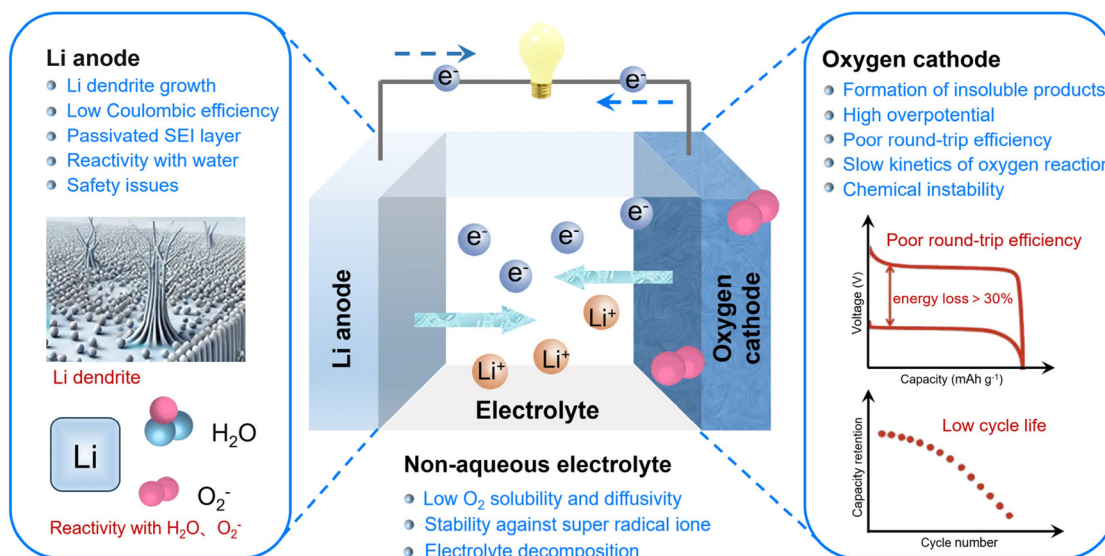 Li anode
Li dendrite growth
Low Coulombic efficiency
Passivated SEI layer
Reactivity with water
Safety issues
Li dendrite
Li
H₂O
O₂⁻
Reactivity with H₂O、O₂⁻
e⁻
e⁻
e⁻
e⁻
e⁻
e⁻
Li⁺
Li⁺
Li⁺
Li anode
Oxygen
cathode
Electrolyte
Non-aqueous electrolyte
Low O₂ solubility and diffusivity
Stability against super radical ione
Electrolyte decomposition
Oxygen cathode
Formation of insoluble products
High overpotential
Poor round-trip efficiency
Slow kinetics of oxygen reaction
Chemical instability
Poor round-trip efficiency
energy loss > 30%
Voltage (V)
Capacity (mAh g⁻¹)
Low cycle life
Capacity retention
Cycle number